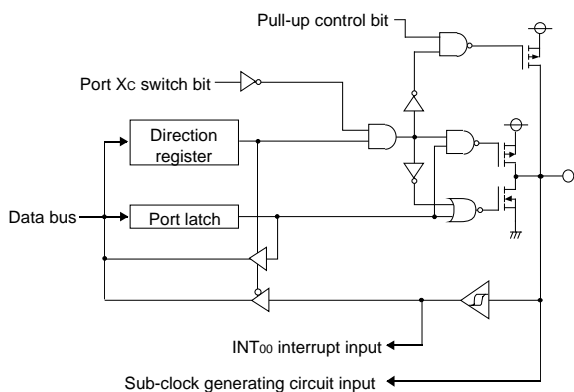 Pull-up control bit
Port Xc switch bit
Direction
register
Data bus
Port latch
INT00 interrupt input
Sub-clock generating circuit input